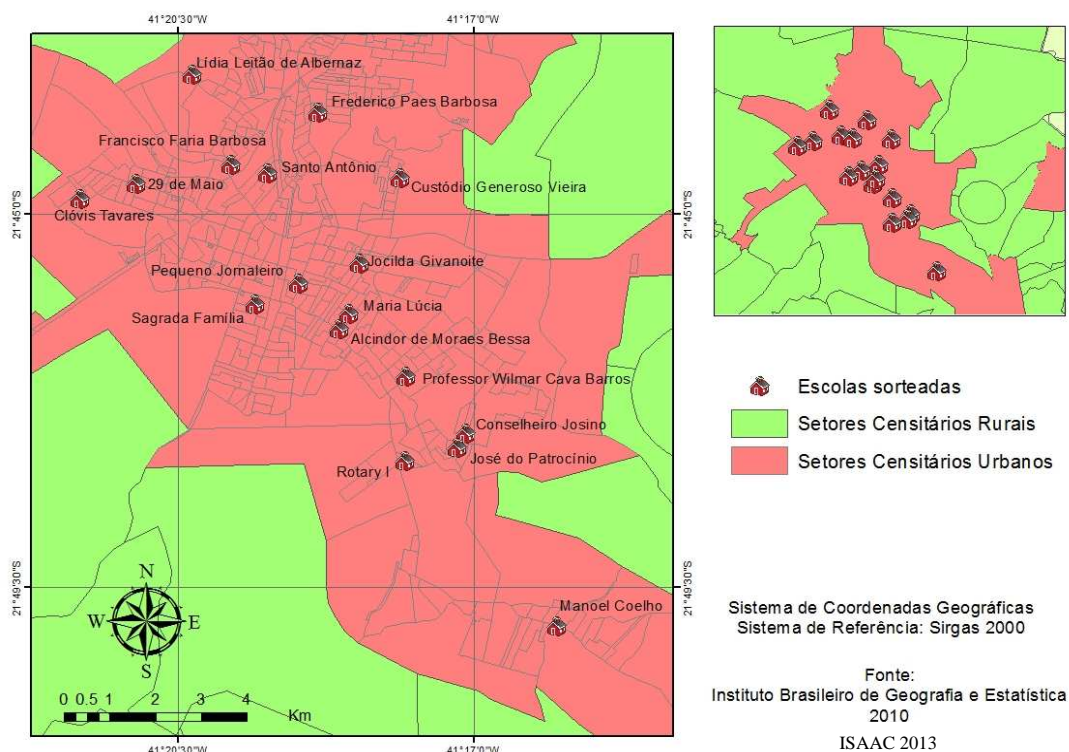 41°20'30"W
41°17'0"W
Lídia Leitão de Albernaz
Frederico Paes Barbosa
Francisco Faria Barbosa
Santo Antônio
29 de Maio
Custódio Generoso Vieira
Clóvis Tavares
21°45'0"S
21°45'0"S
Jocilda Givanoite
Pequeno Jornaleiro
Maria Lúcia
Sagrada Família
Alcindor de Moraes Bessa
Professor Wilmar Cava Barros
Conselheiro Josino
José do Patrocínio
Rotary I
21°49'30"S
21°49'30"S
Manoel Coelho
N
W
E
S
0 0.5 1 2 3 4
Km
41°20'30"W
41°17'0"W
Escolas sorteadas
Setores Censitários Rurais
Setores Censitários Urbanos
Sistema de Coordenadas Geográficas
Sistema de Referência: Sirgas 2000
Fonte:
Instituto Brasileiro de Geografia e Estatística
2010
ISAAC 2013